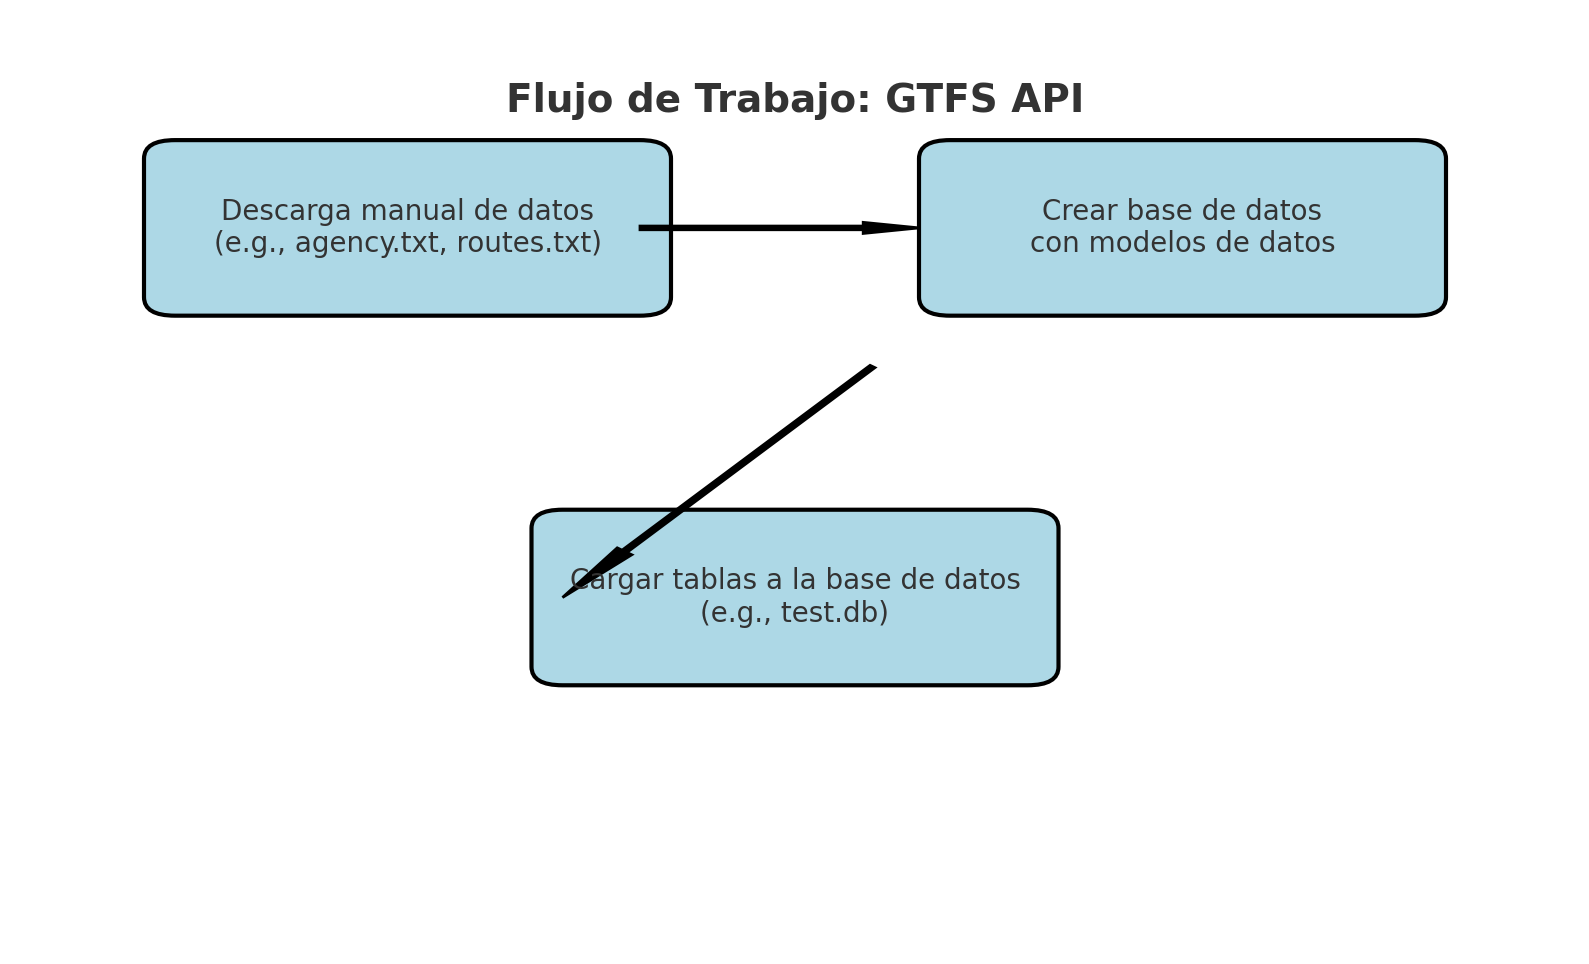 Flujo de Trabajo: GTFS API
Descarga manual de datos
(e.g., agency.txt, routes.txt)
Crear base de datos
con modelos de datos
Cargar tablas a la base de datos
(e.g., test.db)